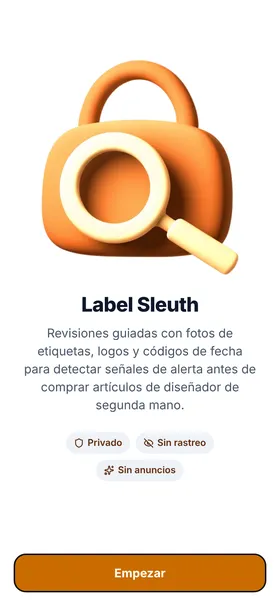 Label Sleuth
Revisiones guiadas con fotos de
etiquetas, logos y códigos de fecha
para detectar señales de alerta antes de
comprar artículos de diseñador de
segunda mano.
Privado
Sin rastreo
Sin anuncios
Empezar